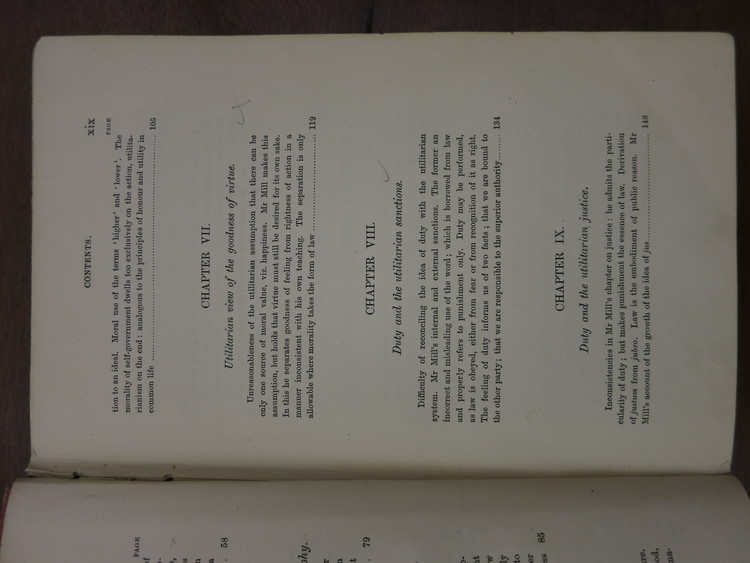 CONTENTS. xix
PAGE
tion to an ideal. Moral use of the terms 'higher' and 'lower'. The
morality of self-government dwells too exclusively on the action, utilita-
rianism on the end: analogous to the principles of honour and utility in
common life ........ 105
CHAPTER VII.
Utilitarian view of the goodness of virtue.
Unreasonableness of the utilitarian assumption that there can be
only one source of moral value, viz. happiness. Mr Mill makes this
assumption, but holds that virtue must still be desired for its own sake.
In this he separates goodness of feeling from rightness of action in a
manner inconsistent with his own teaching. The separation is only
allowable where morality takes the form of law ........ 119
CHAPTER VIII.
Duty and the utilitarian sanctions.
Difficulty of reconciling the idea of duty with the utilitarian
system. Mr Mill's internal and external sanctions. The former an
incorrect and misleading use of the word; which is borrowed from law
and properly refers to punishment only. Duty may be performed,
as law is obeyed, either from fear or from recognition of it as right.
The feeling of duty informs us of two facts; that we are bound to
the other party; that we are responsible to the superior authority ........ 134
CHAPTER IX.
Duty and the utilitarian justice.
Inconsistencies in Mr Mill's chapter on justice: he admits the parti-
cularity of duty; but makes punishment the essence of law. Derivation
of justum from jubeo. Law is the embodiment of public reason. Mr
Mill's account of the growth of the idea of jus ........ 148
PAGE
of
58
phy.
or
in
79
85